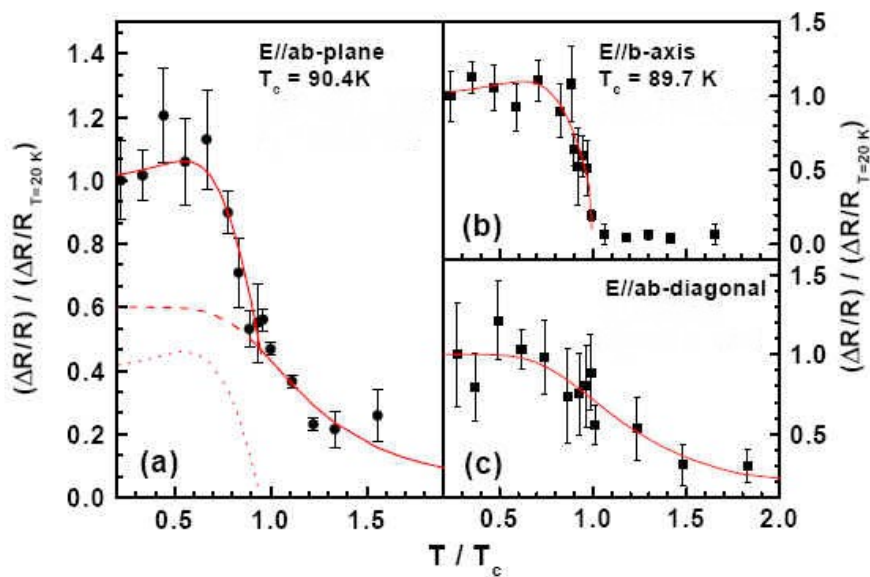 E//ab-plane
T_c = 90.4K
(a)
1.4
1.2
1.0
0.8
0.6
0.4
0.2
0.0
0.5
1.0
1.5
(ΔR/R) / (ΔR/R T=20 K)
E//b-axis
T_c = 89.7 K
(b)
1.5
1.0
0.5
0.0
E//ab-diagonal
(c)
1.5
1.0
0.5
0.5
1.0
1.5
2.0
(ΔR/R) / (ΔR/R T=20 K)
T / T_c